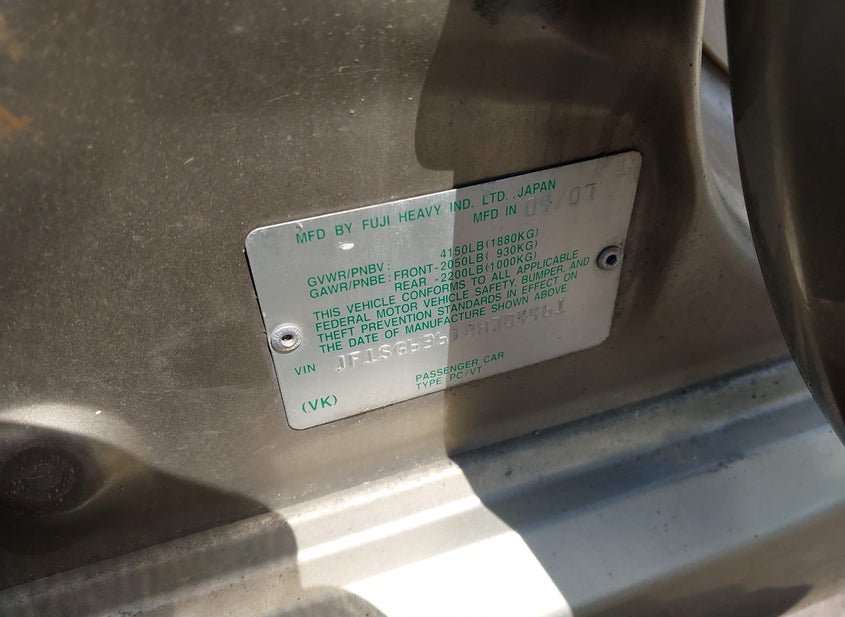 MFD BY FUJI HEAVY IND. LTD. JAPAN
MFD IN 04/07
GVWR/PNBV: 4150LB(1880KG)
GAWR/PNBE: FRONT-2050LB( 930KG)
REAR -2200LB(1000KG)
THIS VEHICLE CONFORMS TO ALL APPLICABLE
FEDERAL MOTOR VEHICLE SAFETY, BUMPER, AND
THEFT PREVENTION STANDARDS IN EFFECT ON
THE DATE OF MANUFACTURE SHOWN ABOVE.
VIN
PASSENGER CAR
(VK) TYPE:PC/VT